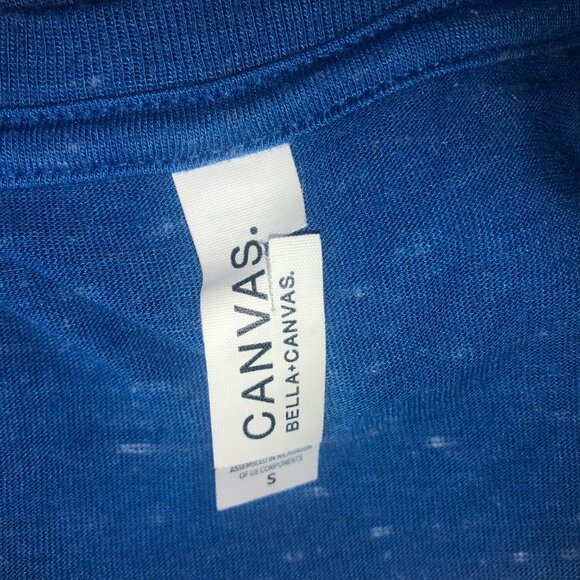 CANVAS.
BELLA+CANVAS.
ASSEMBLED IN NICARAGUA
OF US COMPONENTS
S